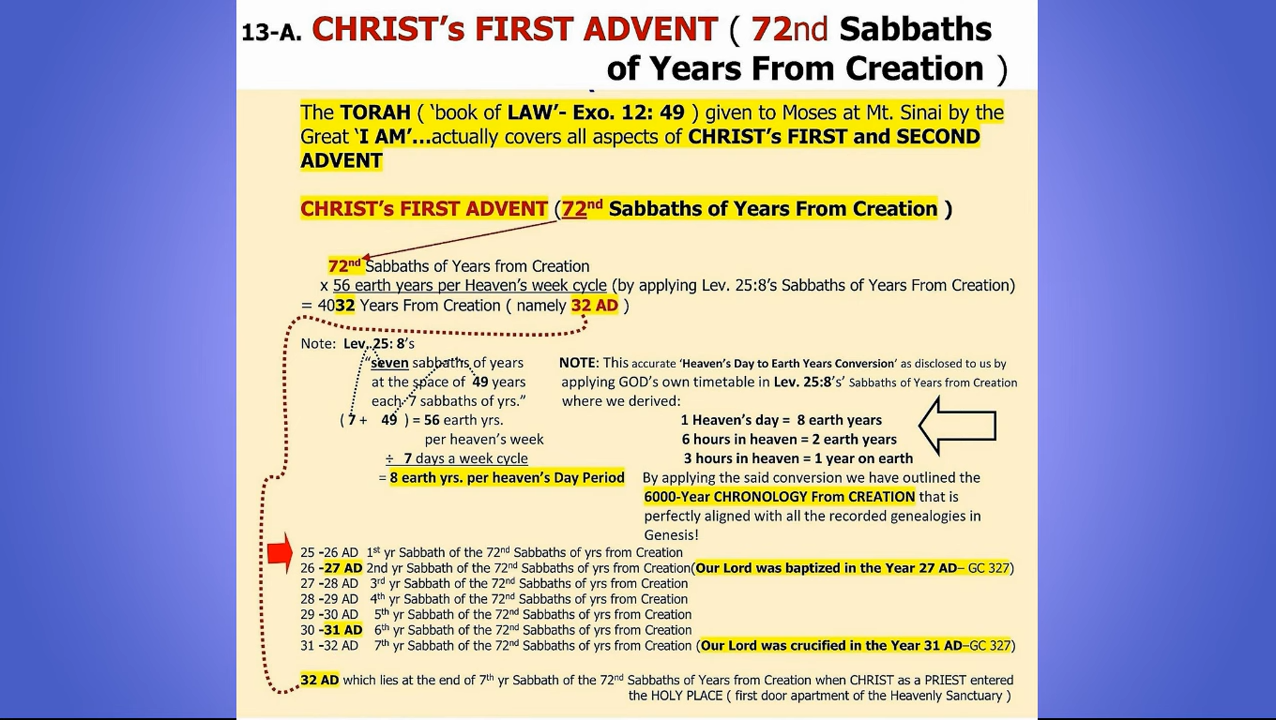 13-A. CHRIST's FIRST ADVENT ( 72nd Sabbaths
of Years From Creation )
The TORAH ( 'book of LAW'- Exo. 12: 49 ) given to Moses at Mt. Sinai by the
Great 'I AM'...actually covers all aspects of CHRIST's FIRST and SECOND
ADVENT
CHRIST's FIRST ADVENT (72nd Sabbaths of Years From Creation )
72nd Sabbaths of Years from Creation
x 56 earth years per Heaven's week cycle (by applying Lev. 25:8's Sabbaths of Years From Creation)
= 4032 Years From Creation ( namely 32 AD )
Note: Lev. 25: 8's
"seven sabbaths of years
at the space of 49 years
each 7 sabbaths of yrs."
( 7 + 49 ) = 56 earth yrs.
per heaven's week
÷ 7 days a week cycle
= 8 earth yrs. per heaven's Day Period
NOTE: This accurate 'Heaven's Day to Earth Years Conversion' as disclosed to us by
applying GOD's own timetable in Lev. 25:8's' Sabbaths of Years from Creation
where we derived:
1 Heaven's day = 8 earth years
6 hours in heaven = 2 earth years
3 hours in heaven = 1 year on earth
By applying the said conversion we have outlined the
6000-Year CHRONOLOGY From CREATION that is
perfectly aligned with all the recorded genealogies in
Genesis!
25 -26 AD 1st yr Sabbath of the 72nd Sabbaths of yrs from Creation
26 -27 AD 2nd yr Sabbath of the 72nd Sabbaths of yrs from Creation(Our Lord was baptized in the Year 27 AD– GC 327)
27 -28 AD 3rd yr Sabbath of the 72nd Sabbaths of yrs from Creation
28 -29 AD 4th yr Sabbath of the 72nd Sabbaths of yrs from Creation
29 -30 AD 5th yr Sabbath of the 72nd Sabbaths of yrs from Creation
30 -31 AD 6th yr Sabbath of the 72nd Sabbaths of yrs from Creation
31 -32 AD 7th yr Sabbath of the 72nd Sabbaths of yrs from Creation (Our Lord was crucified in the Year 31 AD–GC 327)
32 AD which lies at the end of 7th yr Sabbath of the 72nd Sabbaths of Years from Creation when CHRIST as a PRIEST entered
the HOLY PLACE ( first door apartment of the Heavenly Sanctuary )